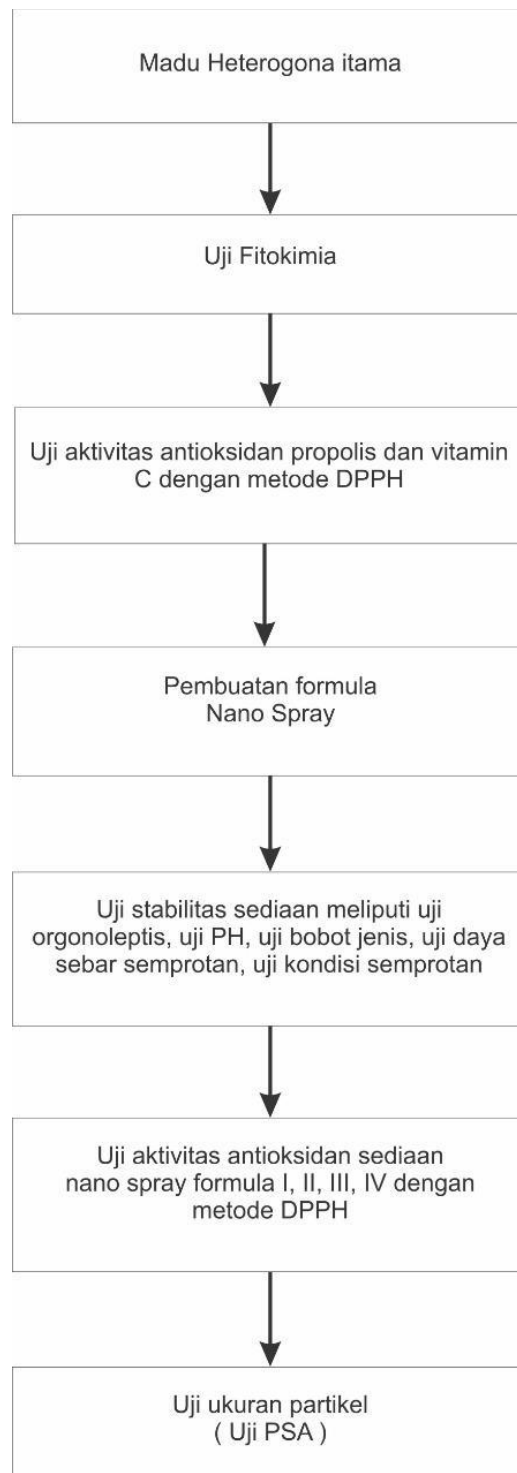 Madu Heterogona itama
Uji Fitokimia
Uji aktivitas antioksidan propolis dan vitamin
C dengan metode DPPH
Pembuatan formula
Nano Spray
Uji stabilitas sediaan meliputi uji
orgonoleptis, uji PH, uji bobot jenis, uji daya
sebar semprotan, uji kondisi semprotan
Uji aktivitas antioksidan sediaan
nano spray formula I, II, III, IV dengan
metode DPPH
Uji ukuran partikel
( Uji PSA )